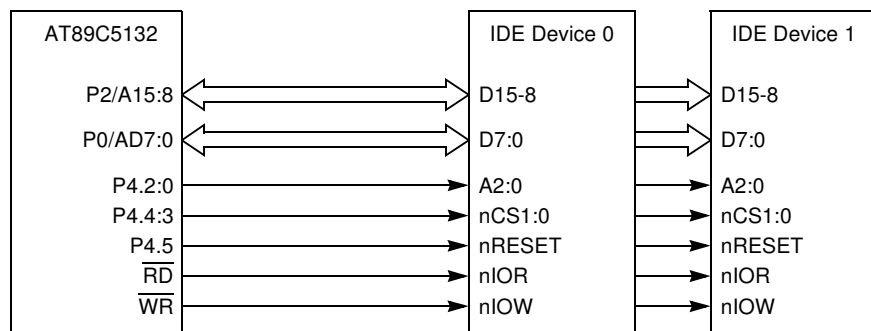 AT89C5132 IDE Device 0 IDE Device 1
P2/A15:8 D15-8 D15-8
P0/AD7:0 D7:0 D7:0
P4.2:0 A2:0 A2:0
P4.4:3 nCS1:0 nCS1:0
P4.5 nRESET nRESET
RD nIOR nIOR
WR nIOW nIOW